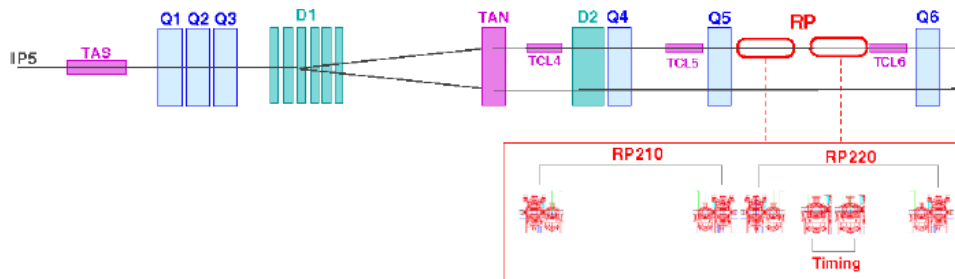 Q1 Q2 Q3 D1 TAN D2 Q4 Q5 RP Q6
IP5 TAS TCL4 TCL5 TCL6
RP210 RP220
Timing